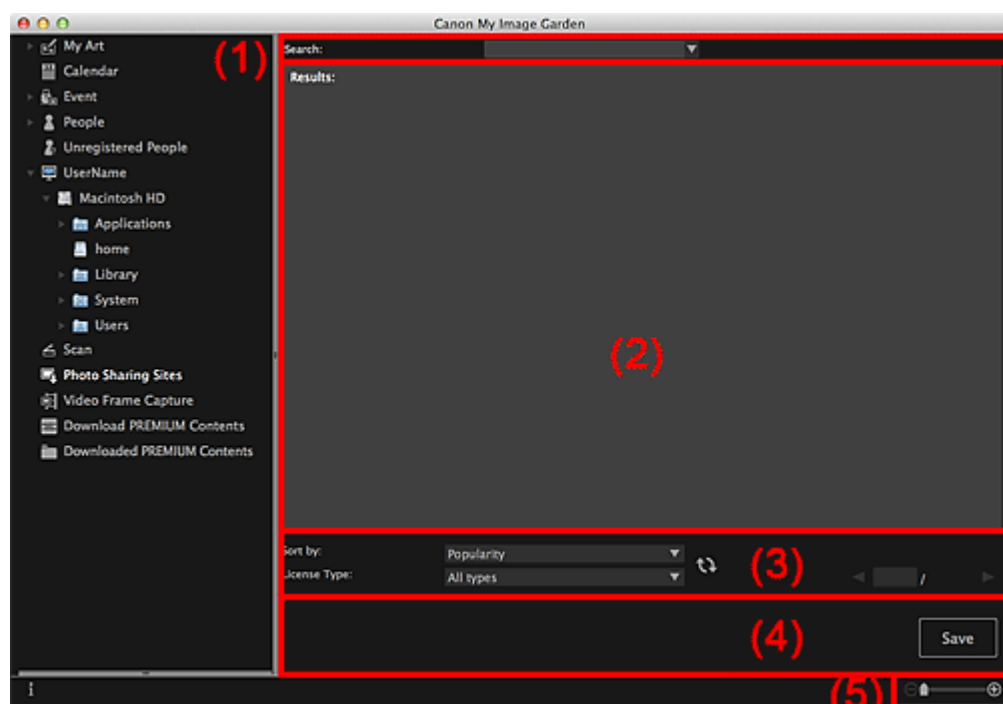 Canon My Image Garden
My Art
Calendar
Event
People
Unregistered People
UserName
Macintosh HD
Applications
home
Library
System
Users
Scan
Photo Sharing Sites
Video Frame Capture
Download PREMIUM Contents
Downloaded PREMIUM Contents
(1)
Search:
Results:
(2)
Sort by: Popularity
License Type: All types
(3)
/
(4)
Save
i
(5)